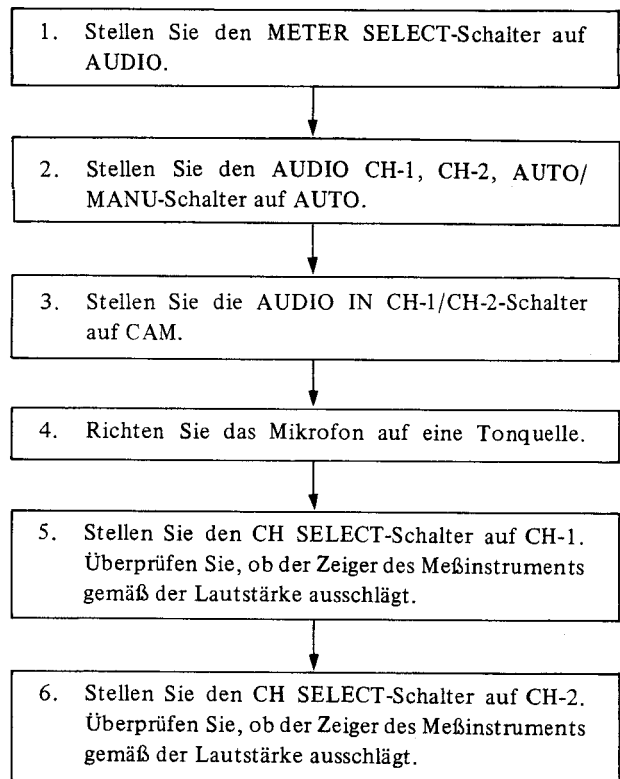 1. Stellen Sie den METER SELECT-Schalter auf
AUDIO.
2. Stellen Sie den AUDIO CH-1, CH-2, AUTO/
MANU-Schalter auf AUTO.
3. Stellen Sie die AUDIO IN CH-1/CH-2-Schalter
auf CAM.
4. Richten Sie das Mikrofon auf eine Tonquelle.
5. Stellen Sie den CH SELECT-Schalter auf CH-1.
Überprüfen Sie, ob der Zeiger des Meßinstruments
gemäß der Lautstärke ausschlägt.
6. Stellen Sie den CH SELECT-Schalter auf CH-2.
Überprüfen Sie, ob der Zeiger des Meßinstruments
gemäß der Lautstärke ausschlägt.